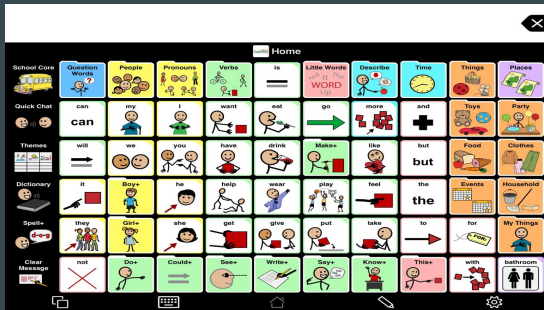 Home
School Core
Question Words
People
Pronouns
Verbs
is
Little Words
WORD
Up
Describe
Time
Things
Places
Quick Chat
can
can
my
I
want
eat
go
more
and
Toys
Party
Themes
will
we
you
have
drink
Make+
like
but
but
Food
Clothes
Dictionary
it
Boy+
he
help
wear
play
feel
the
the
Events
Household
Spell+
d-o-g
they
Girl+
she
get
give
put
take
to
for
FOR:
My Things
Clear Message
not
Do+
Could+
See+
Write+
Say+
Know+
This+
with
bathroom